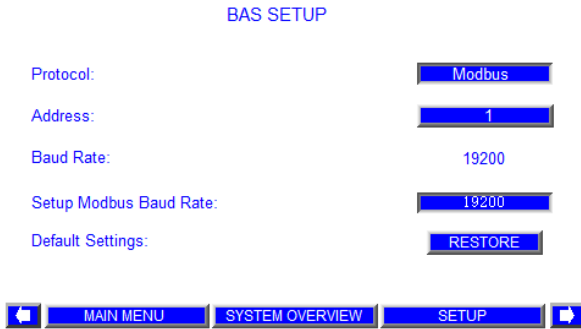 BAS SETUP
Protocol: Modbus
Address: 1
Baud Rate: 19200
Setup Modbus Baud Rate: 19200
Default Settings: RESTORE
MAIN MENU SYSTEM OVERVIEW SETUP